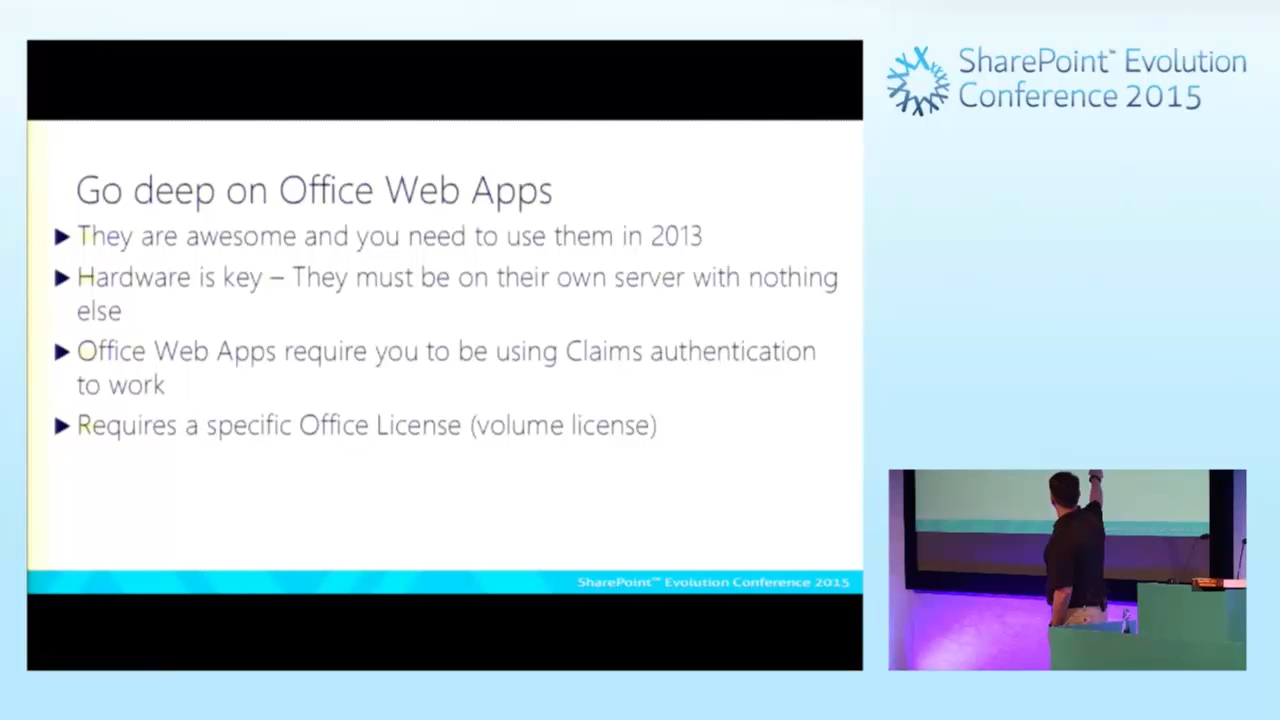 SharePoint™ Evolution
Conference 2015
Go deep on Office Web Apps
▶ They are awesome and you need to use them in 2013
▶ Hardware is key – They must be on their own server with nothing
else
▶ Office Web Apps require you to be using Claims authentication
to work
▶ Requires a specific Office License (volume license)
SharePoint™ Evolution Conference 2015